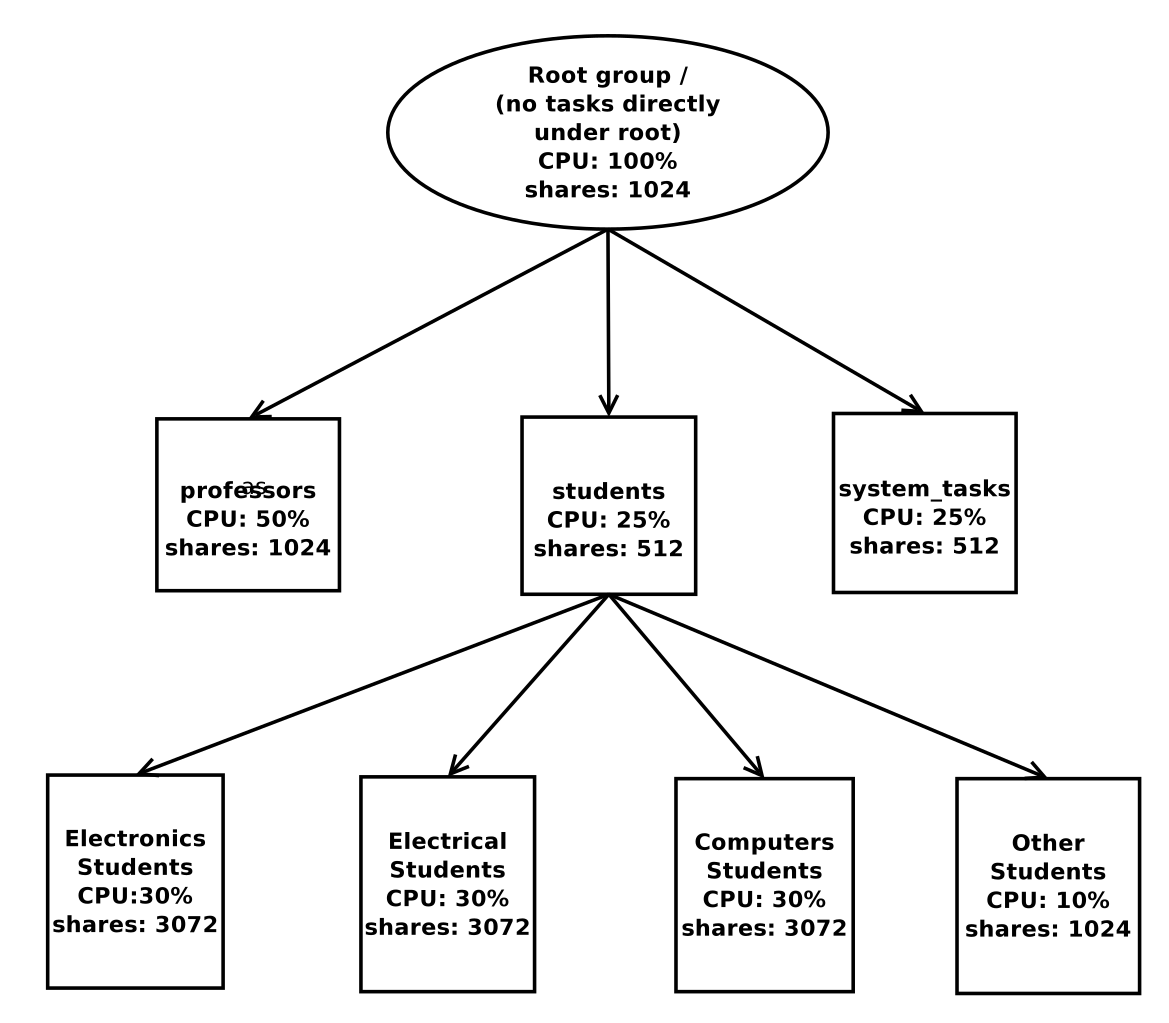 Root group /
(no tasks directly
under root)
CPU: 100%
shares: 1024
as
professors
CPU: 50%
shares: 1024
students
CPU: 25%
shares: 512
system_tasks
CPU: 25%
shares: 512
Electronics
Students
CPU:30%
shares: 3072
Electrical
Students
CPU: 30%
shares: 3072
Computers
Students
CPU: 30%
shares: 3072
Other
Students
CPU: 10%
shares: 1024